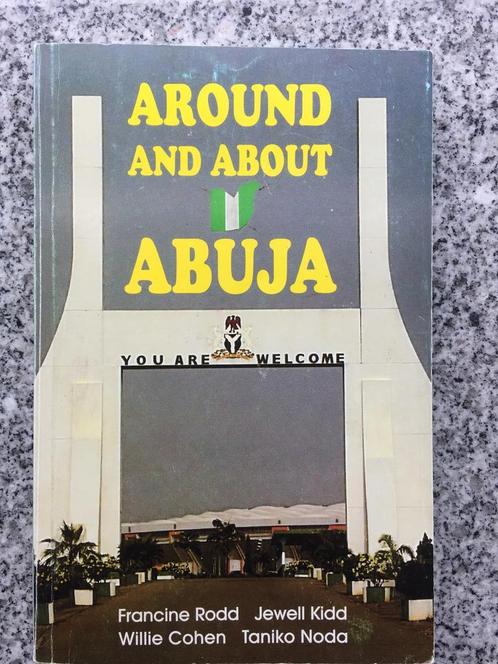 AROUND
AND ABOUT
ABUJA
YOU ARE WELCOME
Francine Rodd Jewell Kidd
Willie Cohen Taniko Noda